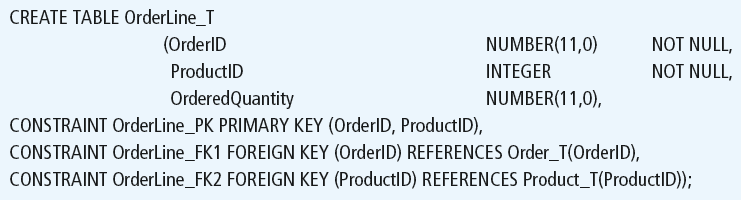 CREATE TABLE OrderLine_T
(OrderID NUMBER(11,0) NOT NULL,
ProductID INTEGER NOT NULL,
OrderedQuantity NUMBER(11,0),
CONSTRAINT OrderLine_PK PRIMARY KEY (OrderID, ProductID),
CONSTRAINT OrderLine_FK1 FOREIGN KEY (OrderID) REFERENCES Order_T(OrderID),
CONSTRAINT OrderLine_FK2 FOREIGN KEY (ProductID) REFERENCES Product_T(ProductID));